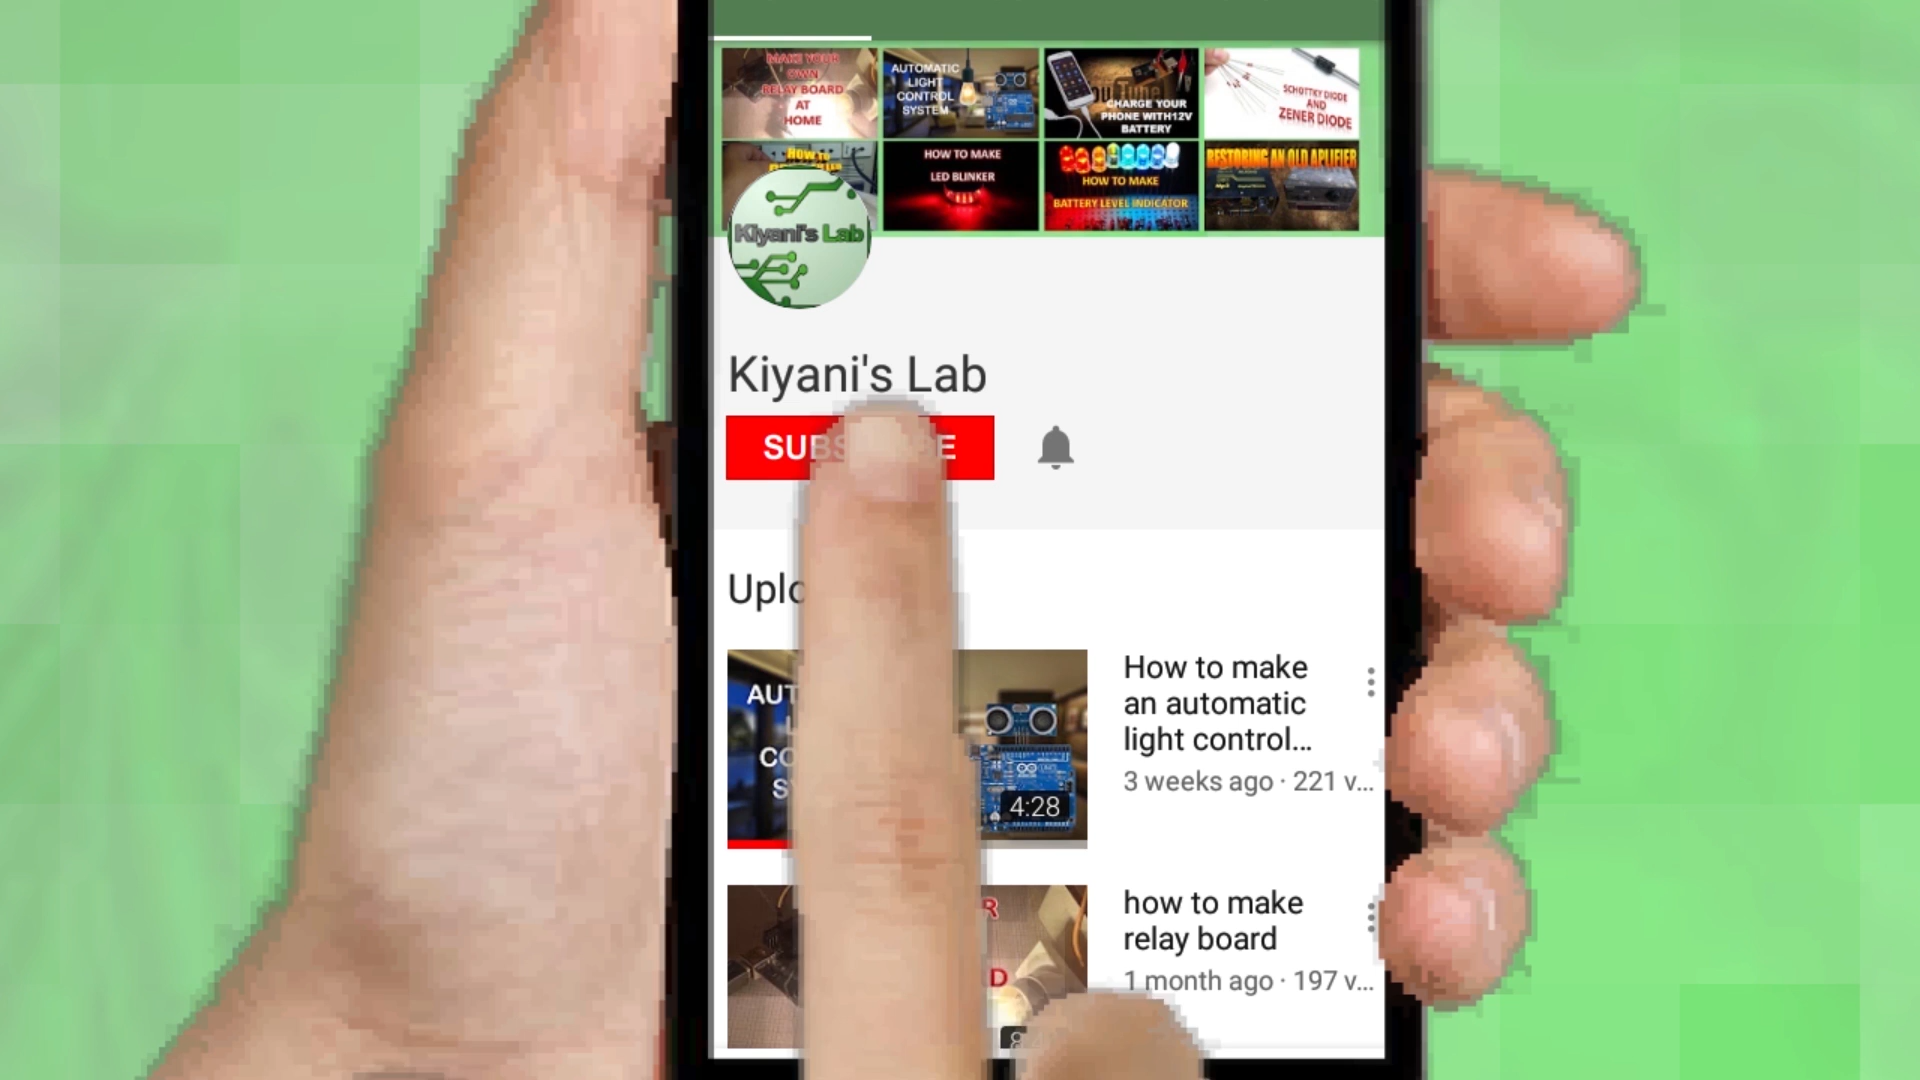 MAKE YOUR
OWN
RELAY BOARD
AT
HOME
AUTOMATIC
LIGHT
CONTROL
SYSTEM
CHARGE YOUR
PHONE WITH12V
BATTERY
SCHOTTKY DIODE
AND
ZENER DIODE
HOW TO
HOW TO MAKE
LED BLINKER
HOW TO MAKE
BATTERY LEVEL INDICATOR
RESTORING AN OLD APLIFIER
Kiyani's Lab
Kiyani's Lab
SUBS E
Uplo
AUT
CO
S
4:28
How to make
an automatic
light control...
3 weeks ago · 221 v...
R
D
how to make
relay board
1 month ago · 197 v...